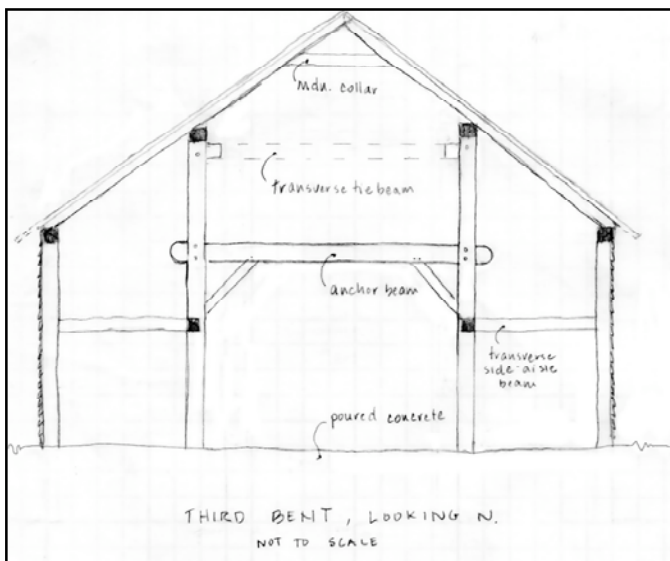 mdn. collar
transverse tie beam
anchor beam
transverse
side-aisle
beam
poured concrete
THIRD BENT, LOOKING N.
NOT TO SCALE